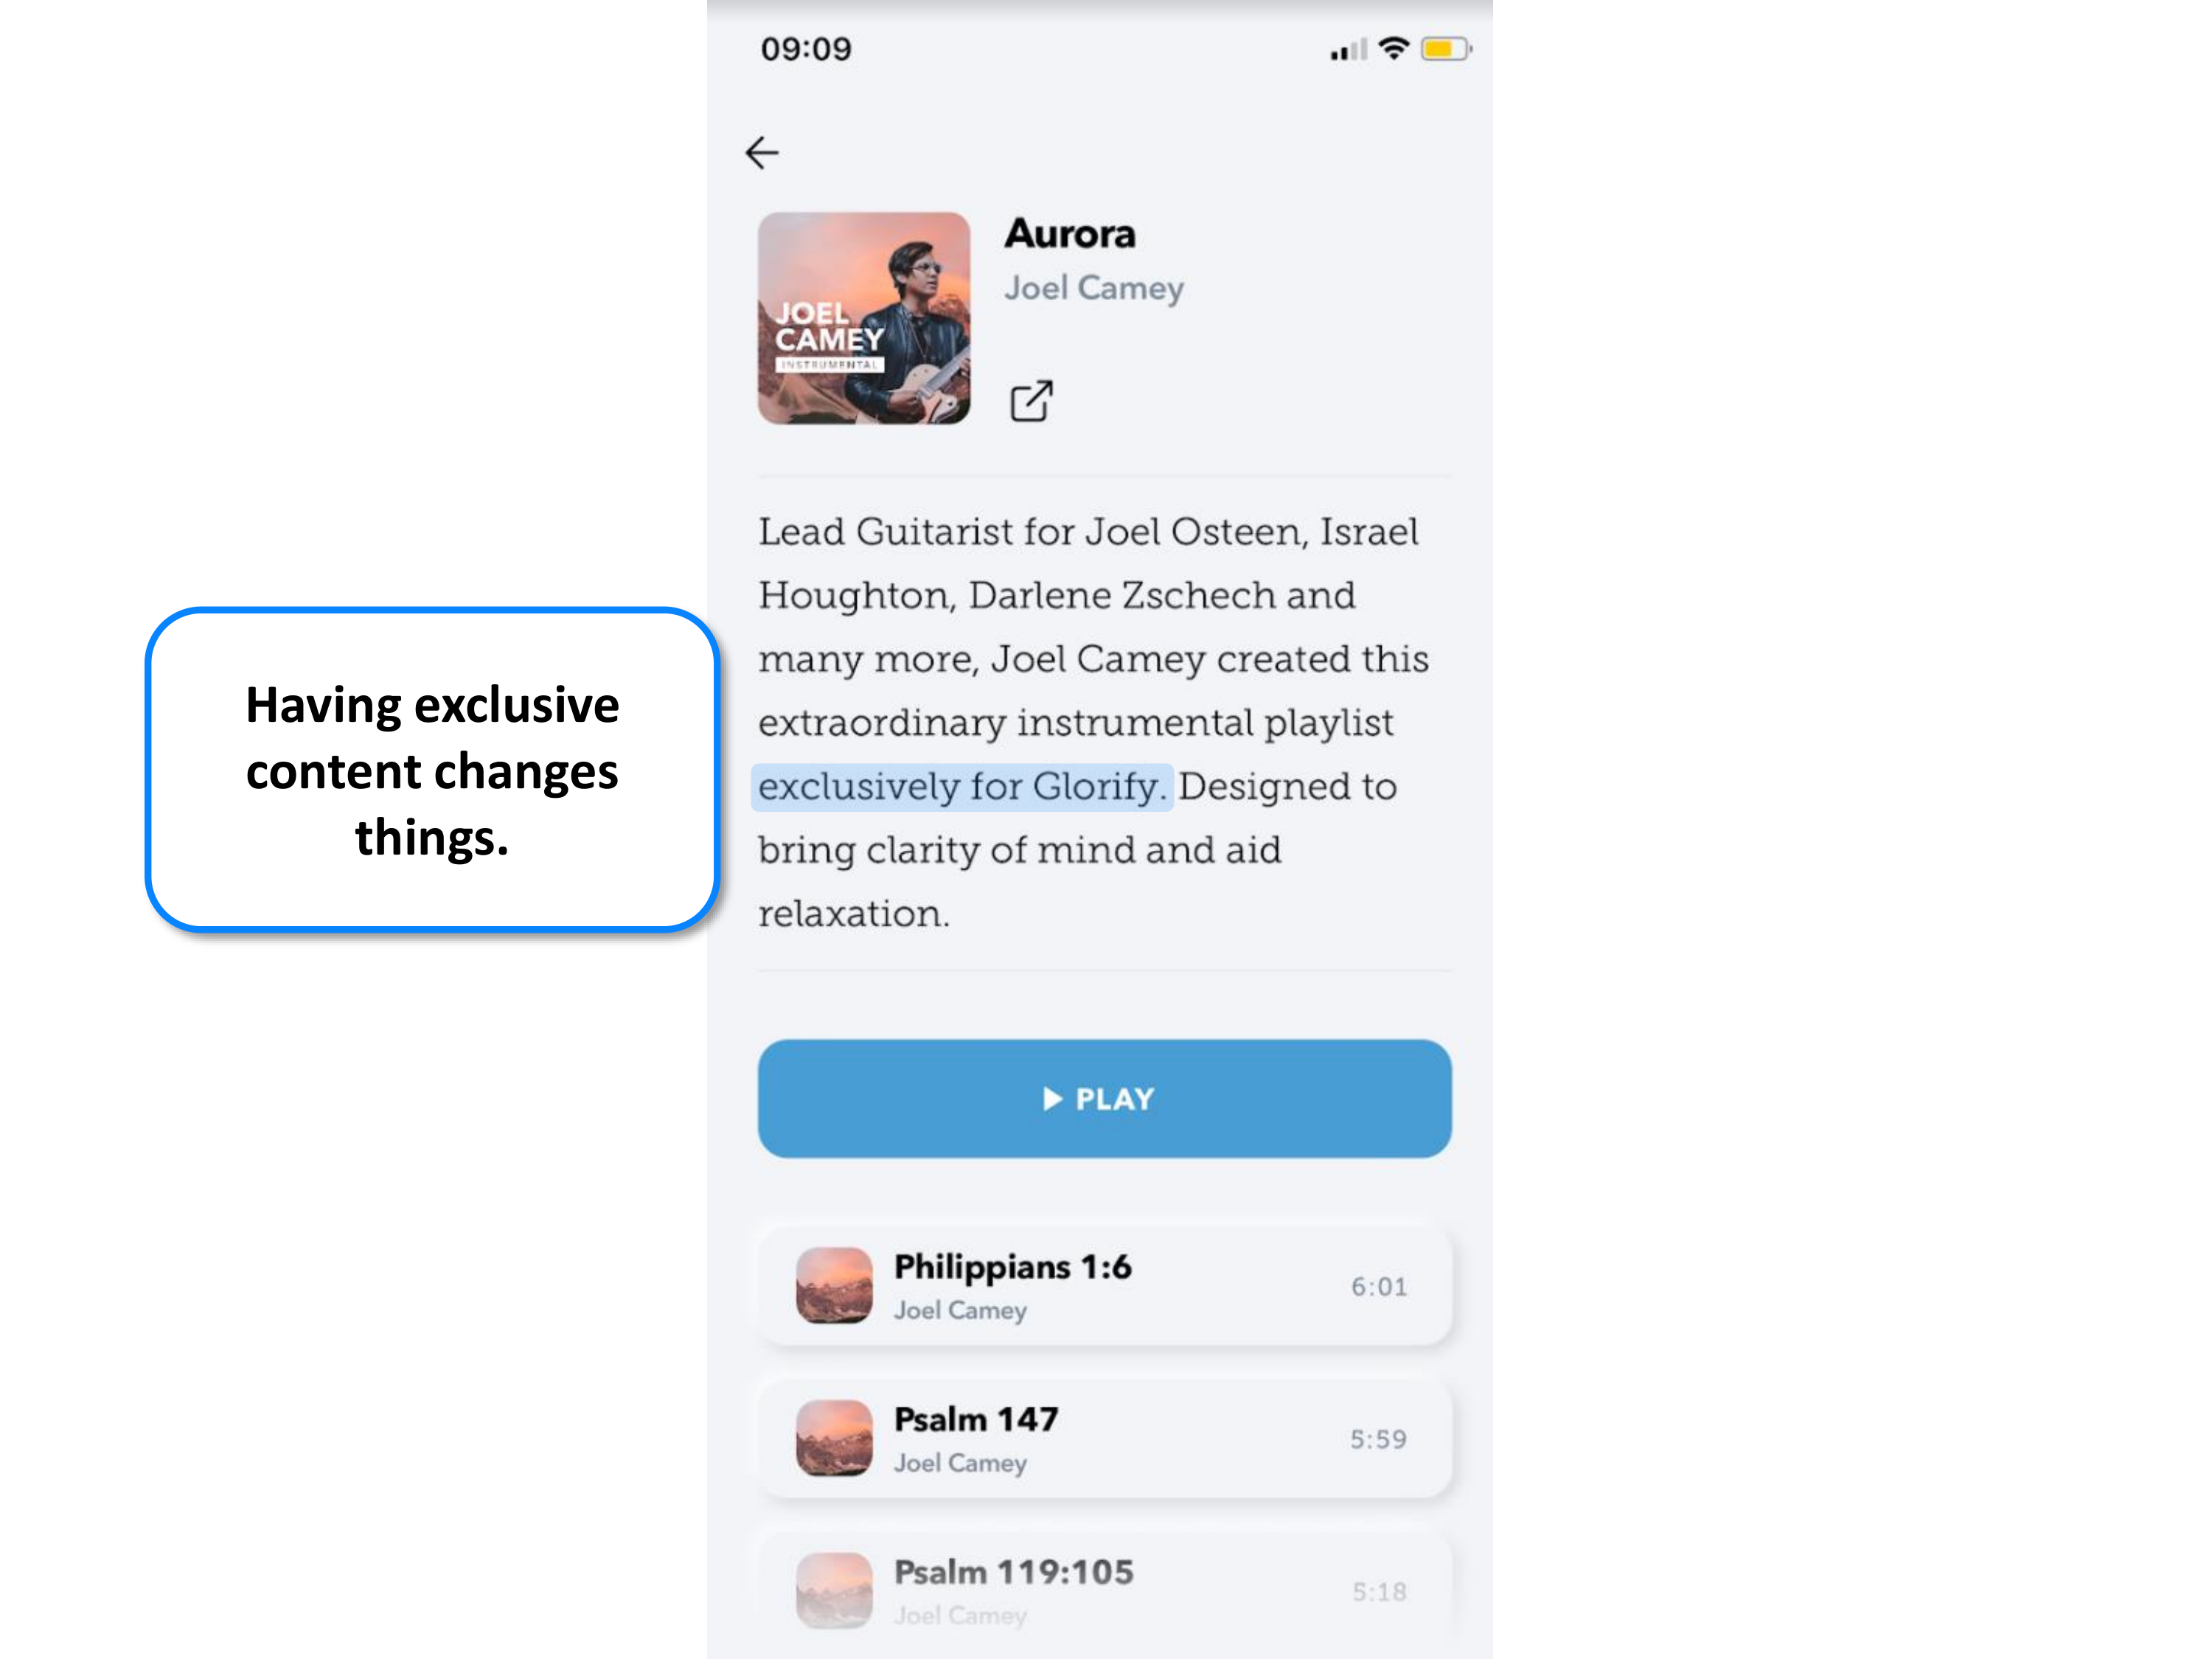 09:09
Aurora
Joel Camey
JOEL
CAMEY
INSTRUMENTAL
Lead Guitarist for Joel Osteen, Israel
Houghton, Darlene Zschech and
many more, Joel Camey created this
extraordinary instrumental playlist
exclusively for Glorify. Designed to
bring clarity of mind and aid
relaxation.
Having exclusive
content changes
things.
PLAY
Philippians 1:6
Joel Camey
6:01
Psalm 147
Joel Camey
5:59
Psalm 119:105
Joel Camey
5:18